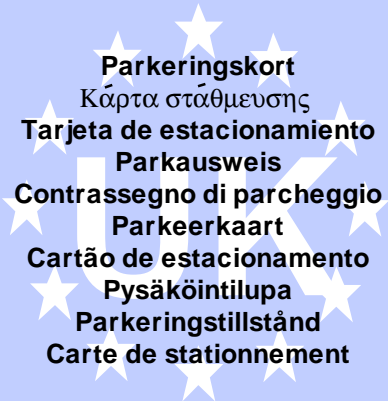 Parkeringskort
Κάρτα στάθμευσης
Tarjeta de estacionamiento
Parkausweis
Contrassegno di parcheggio
Parkeerkaart
Cartão de estacionamento
Pysäköintilupa
Parkeringstillstånd
Carte de stationnement
UK